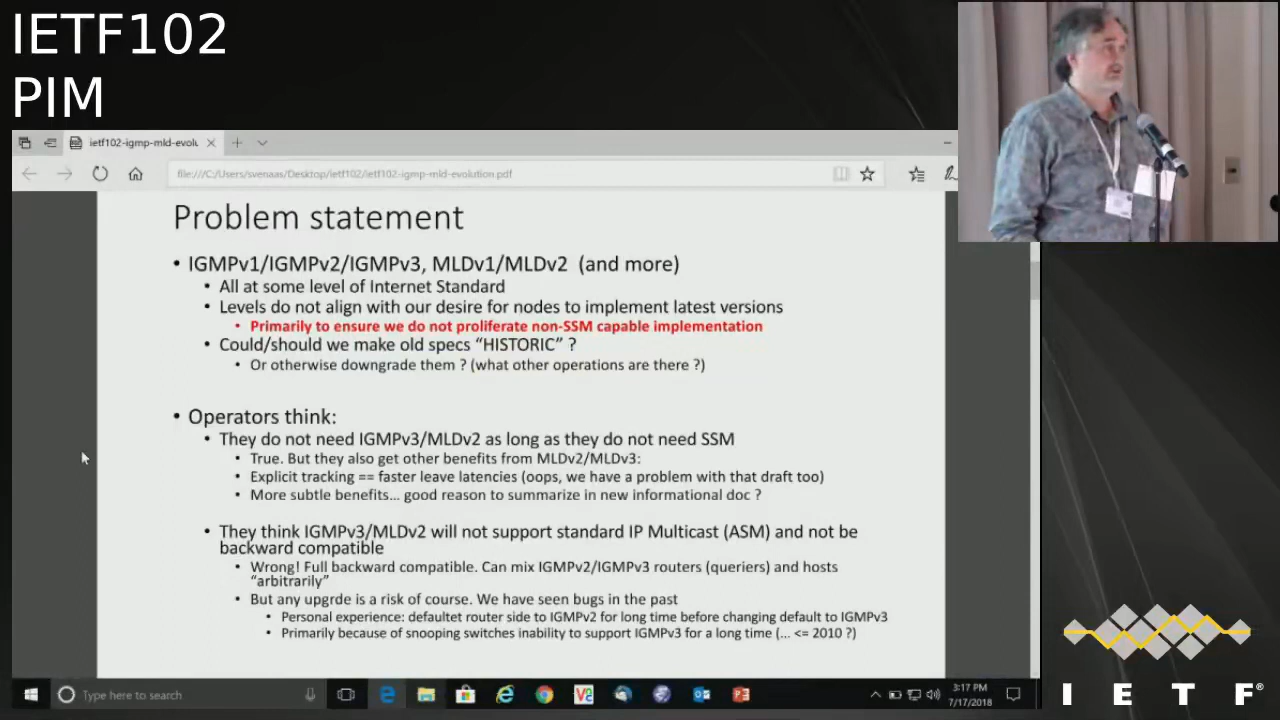 IETF102
PIM
ietf102-igmp-mld-evolu
file:///C:/Users/svenaas/Desktop/ietf102/ietf102-igmp-mld-evolution.pdf
Problem statement
• IGMPv1/IGMPv2/IGMPv3, MLDv1/MLDv2 (and more)
• All at some level of Internet Standard
• Levels do not align with our desire for nodes to implement latest versions
• Primarily to ensure we do not proliferate non-SSM capable implementation
• Could/should we make old specs “HISTORIC” ?
• Or otherwise downgrade them ? (what other operations are there ?)
• Operators think:
• They do not need IGMPv3/MLDv2 as long as they do not need SSM
• True. But they also get other benefits from MLDv2/MLDv3:
• Explicit tracking == faster leave latencies (oops, we have a problem with that draft too)
• More subtle benefits... good reason to summarize in new informational doc ?
• They think IGMPv3/MLDv2 will not support standard IP Multicast (ASM) and not be
backward compatible
• Wrong! Full backward compatible. Can mix IGMPv2/IGMPv3 routers (queriers) and hosts
“arbitrarily”
• But any upgrde is a risk of course. We have seen bugs in the past
• Personal experience: defaultet router side to IGMPv2 for long time before changing default to IGMPv3
• Primarily because of snooping switches inability to support IGMPv3 for a long time (... <= 2010 ?)
Type here to search
3:17 PM
7/17/2018
I E T F®